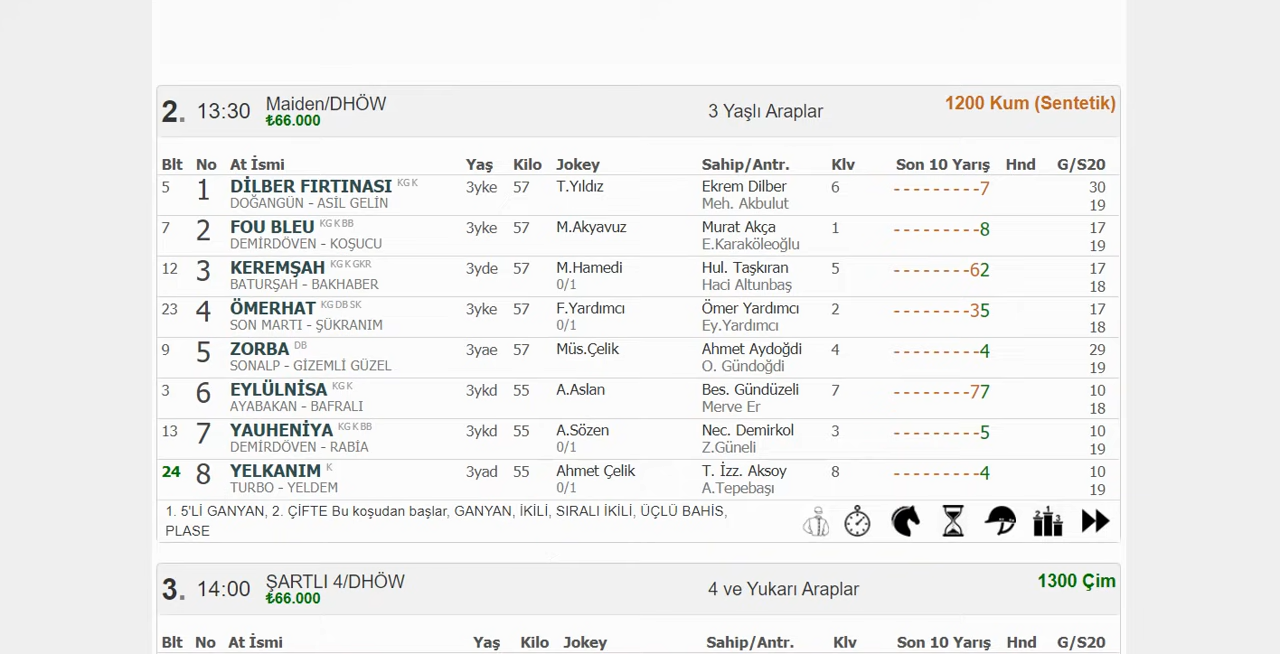 2. 13:30 Maiden/DHÖW 3 Yaşlı Araplar 1200 Kum (Sentetik)
₺66.000
Blt No At İsmi Yaş Kilo Jokey Sahip/Antr. Klv Son 10 Yarış Hnd G/S20
5 1 DİLBER FIRTINASI KG K 3yke 57 T.Yıldız Ekrem Dilber 6 - - - - - - - - -7 30
DOĞANGÜN - ASİL GELİN Meh. Akbulut 19
7 2 FOU BLEU KG K BB 3yke 57 M.Akyavuz Murat Akça 1 - - - - - - - - -8 17
DEMİRDÖVEN - KOŞUCU E.Karaköleoğlu 19
12 3 KEREMŞAH KG K GKR 3yde 57 M.Hamedi Hul. Taşkıran 5 - - - - - - - -62 17
BATURŞAH - BAKHABER 0/1 Haci Altunbaş 18
23 4 ÖMERHAT KG DB SK 3yke 57 F.Yardımcı Ömer Yardımcı 2 - - - - - - - -35 17
SON MARTI - ŞÜKRANIM 0/1 Ey.Yardımcı 18
9 5 ZORBA DB 3yae 57 Müs.Çelik Ahmet Aydoğdi 4 - - - - - - - - -4 29
SONALP - GİZEMLİ GÜZEL O. Gündoğdi 19
3 6 EYLÜLNİSA KG K 3ykd 55 A.Aslan Bes. Gündüzeli 7 - - - - - - - -77 10
AYABAKAN - BAFRALI Merve Er 18
13 7 YAUHENİYA KG K BB 3ykd 55 A.Sözen Nec. Demirkol 3 - - - - - - - - -5 10
DEMİRDÖVEN - RABİA 0/1 Z.Güneli 19
24 8 YELKANIM K 3yad 55 Ahmet Çelik T. İzz. Aksoy 8 - - - - - - - - -4 10
TURBO - YELDEM 0/1 A.Tepebaşı 19
1. 5'Lİ GANYAN, 2. ÇİFTE Bu koşudan başlar, GANYAN, İKİLİ, SIRALI İKİLİ, ÜÇLÜ BAHİS,
PLASE
3. 14:00 ŞARTLI 4/DHÖW 4 ve Yukarı Araplar 1300 Çim
₺66.000
Blt No At İsmi Yaş Kilo Jokey Sahip/Antr. Klv Son 10 Yarış Hnd G/S20